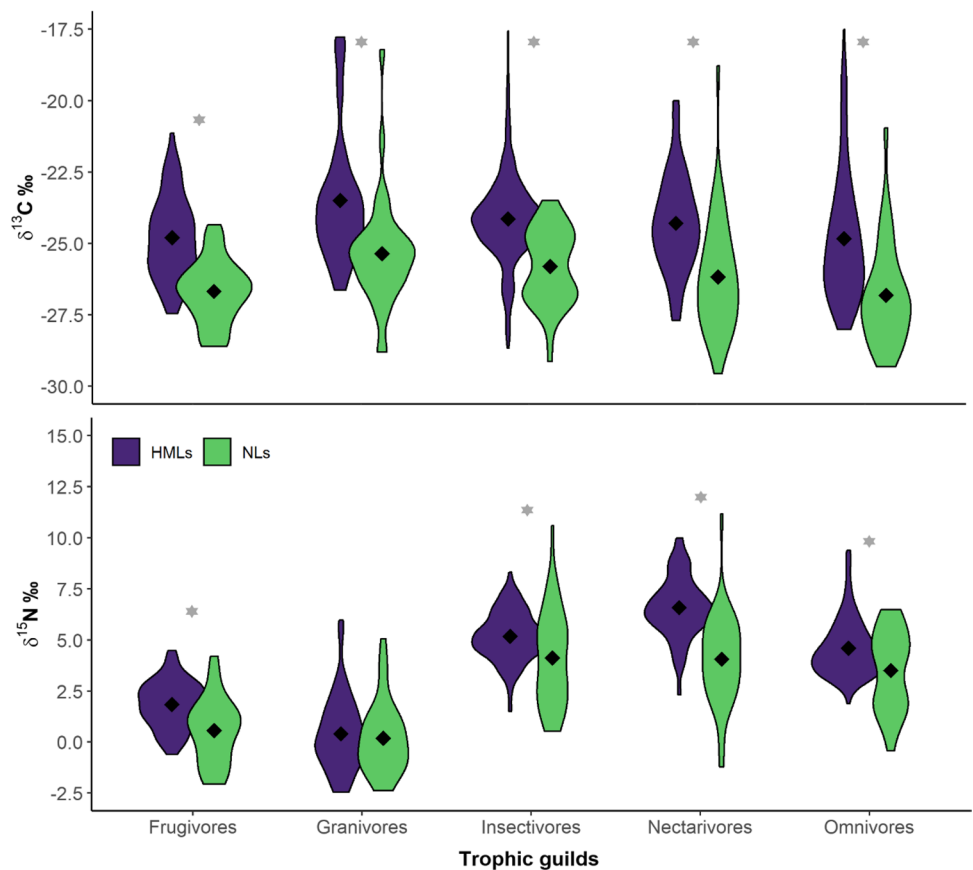 -17.5
-20.0
-22.5
-25.0
-27.5
-30.0
δ¹³C ‰
15.0
12.5
10.0
7.5
5.0
2.5
0.0
-2.5
δ¹⁵N ‰
HMLs NLs
Frugivores Granivores Insectivores Nectarivores Omnivores
Trophic guilds